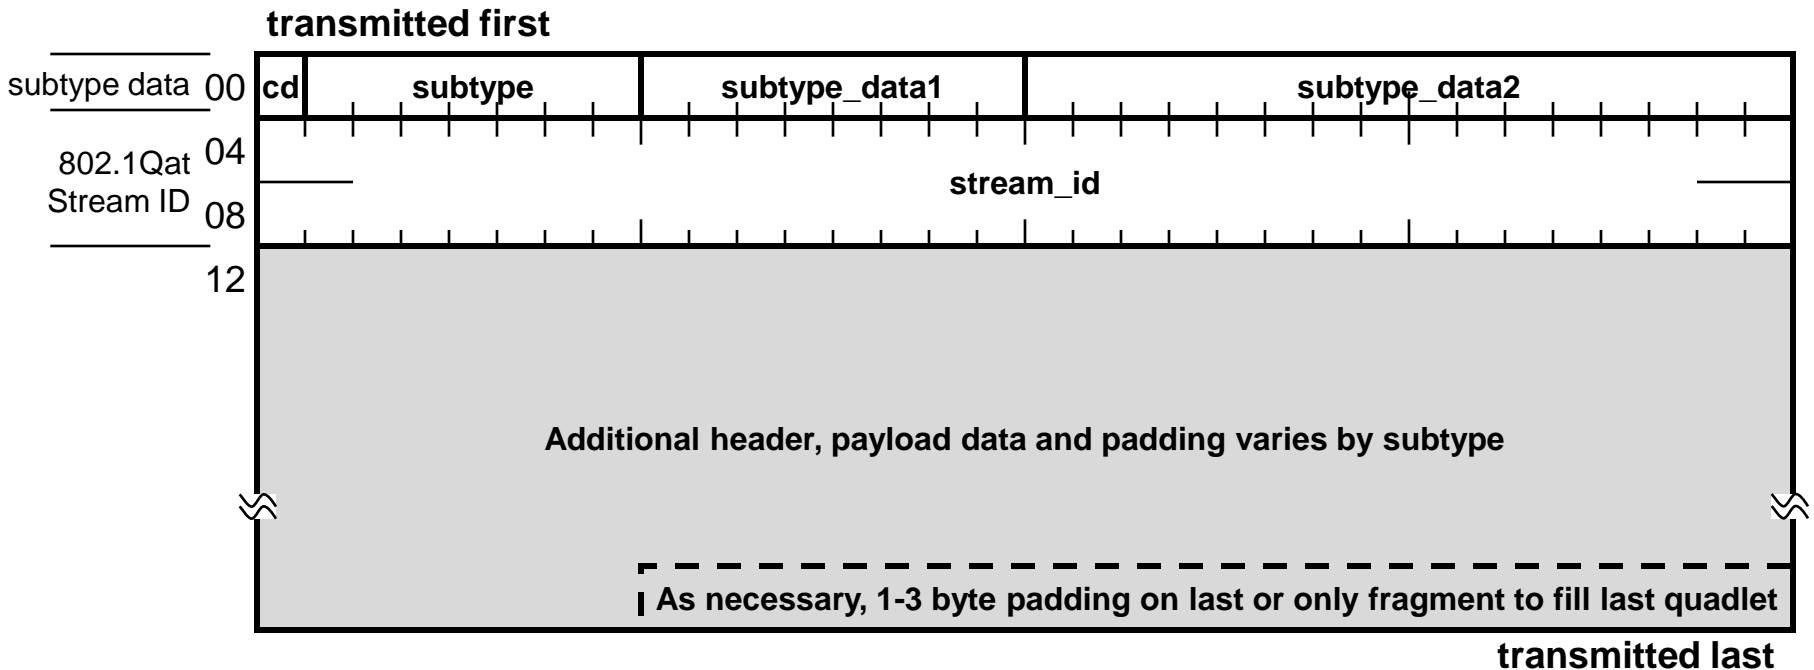 transmitted first
subtype data 00 cd subtype subtype_data1 subtype_data2
802.1Qat 04
Stream ID
stream_id
08
12
Additional header, payload data and padding varies by subtype
As necessary, 1-3 byte padding on last or only fragment to fill last quadlet
transmitted last